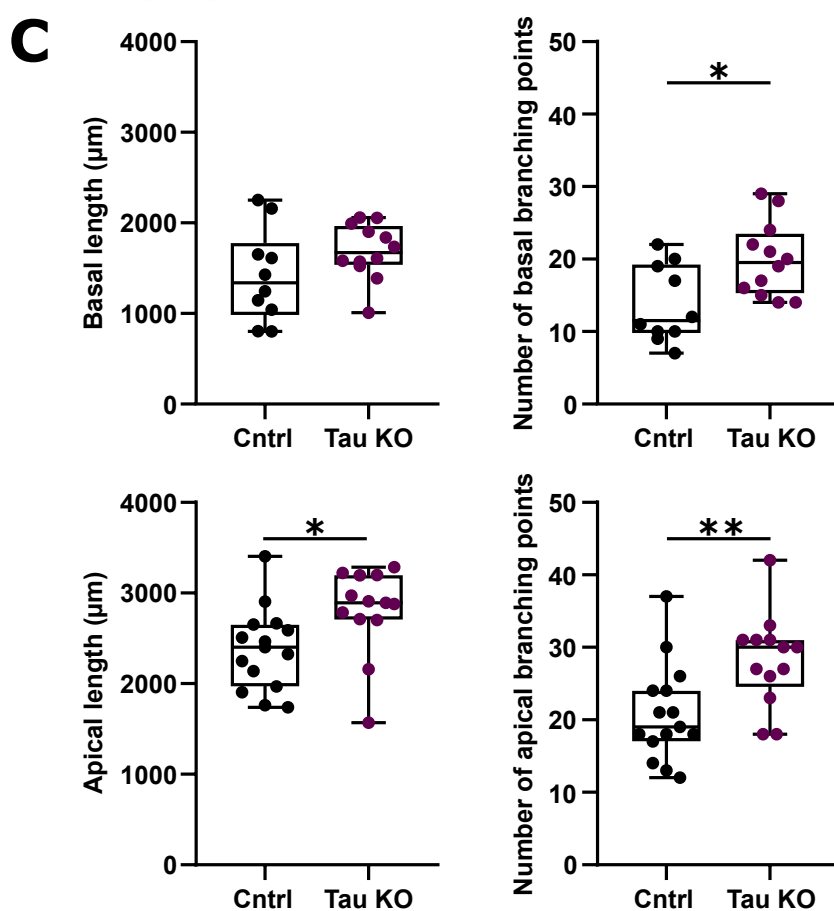 C
Basal length (µm)
4000
3000
2000
1000
0
Cntrl Tau KO
Number of basal branching points
50
40
30
20
10
0
*
Cntrl Tau KO
Apical length (µm)
4000
3000
2000
1000
0
*
Cntrl Tau KO
Number of apical branching points
50
40
30
20
10
0
**
Cntrl Tau KO